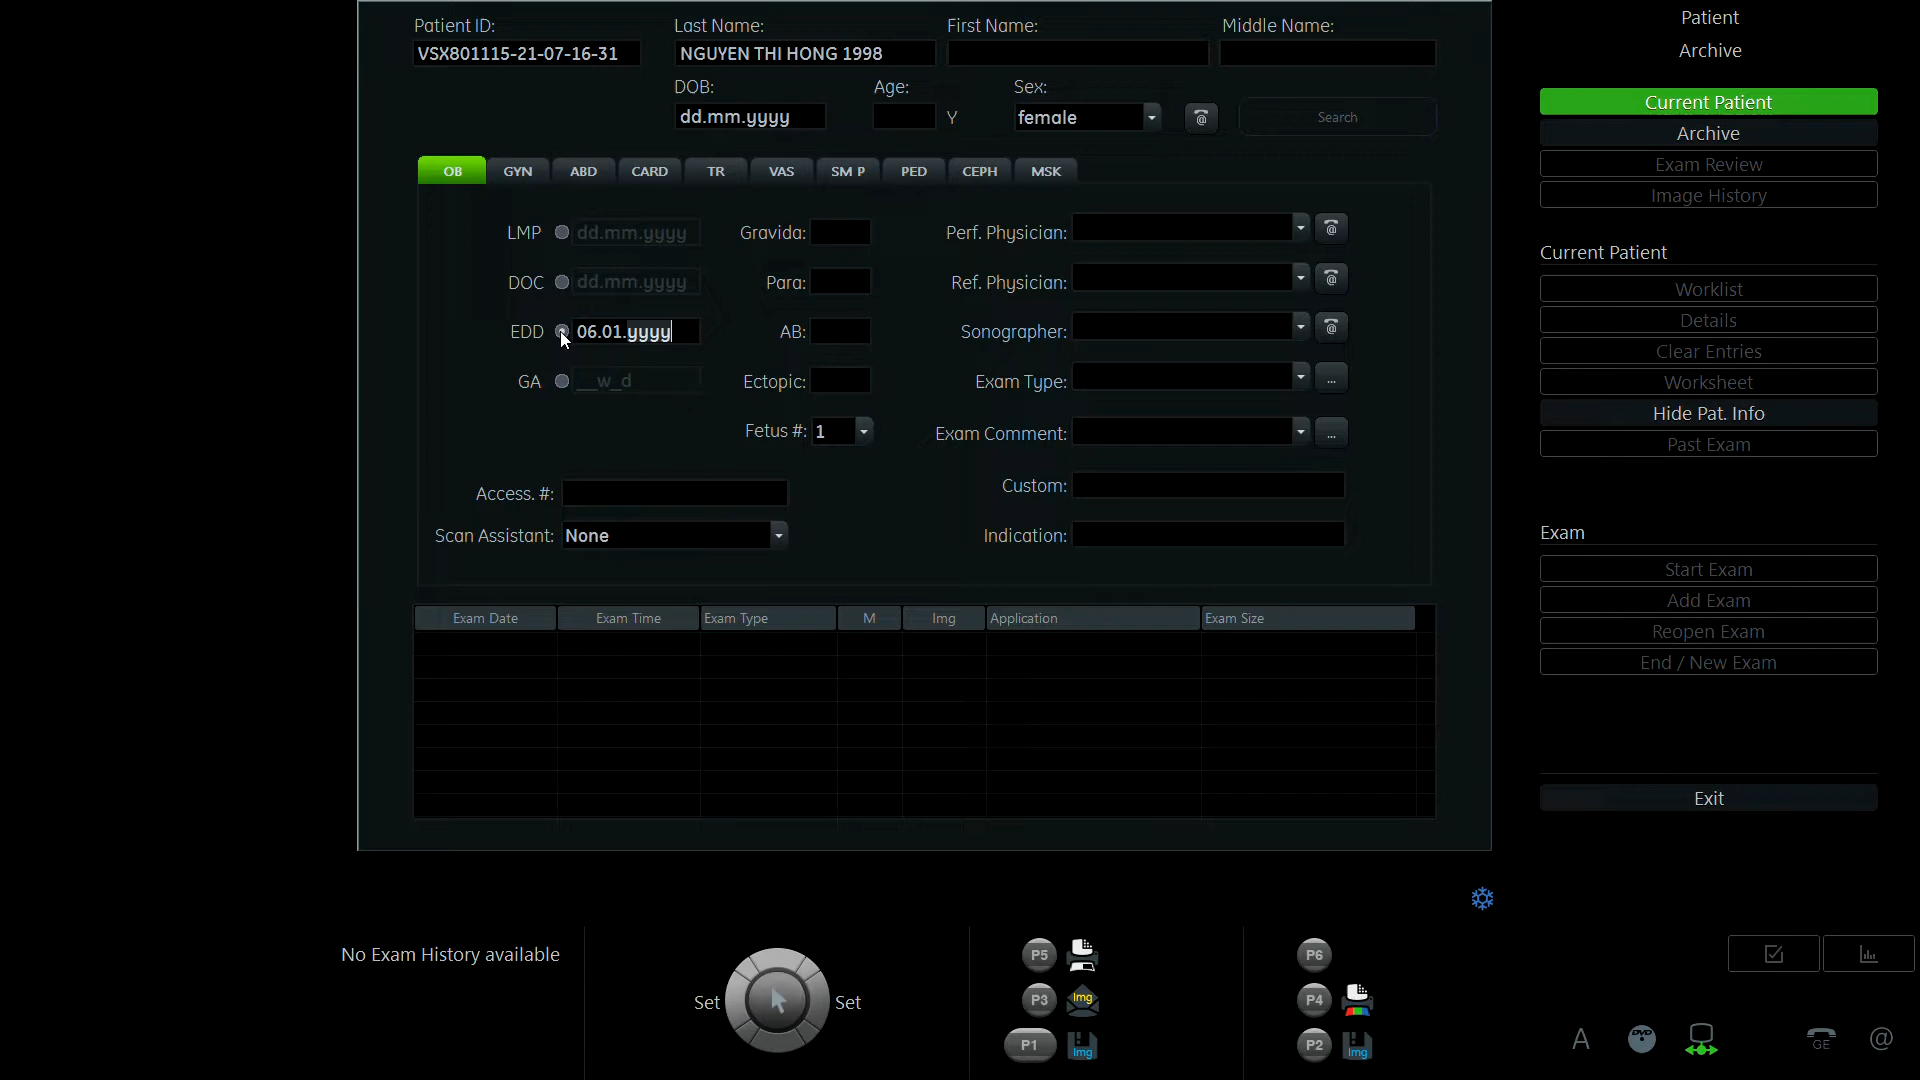 Patient ID: Last Name: First Name: Middle Name:
VSX801115-21-07-16-31 NGUYEN THI HONG 1998
DOB: Age: Sex:
dd.mm.yyyy Y female @ Search
OB GYN ABD CARD TR VAS SM P PED CEPH MSK
LMP dd.mm.yyyy Gravida: Perf. Physician: @
DOC dd.mm.yyyy Para: Ref. Physician: @
EDD 06.01.yyyy AB: Sonographer: @
GA __w_d Ectopic: Exam Type: ...
Fetus #: 1 Exam Comment: ...
Access. #: Custom:
Scan Assistant: None Indication:
Exam Date Exam Time Exam Type M Img Application Exam Size
Patient
Archive
Current Patient
Archive
Exam Review
Image History
Current Patient
Worklist
Details
Clear Entries
Worksheet
Hide Pat. Info
Past Exam
Exam
Start Exam
Add Exam
Reopen Exam
End / New Exam
Exit
No Exam History available
Set Set
P5 P6
P3 Img P4
P1 Img P2 Img
A DVD GE @